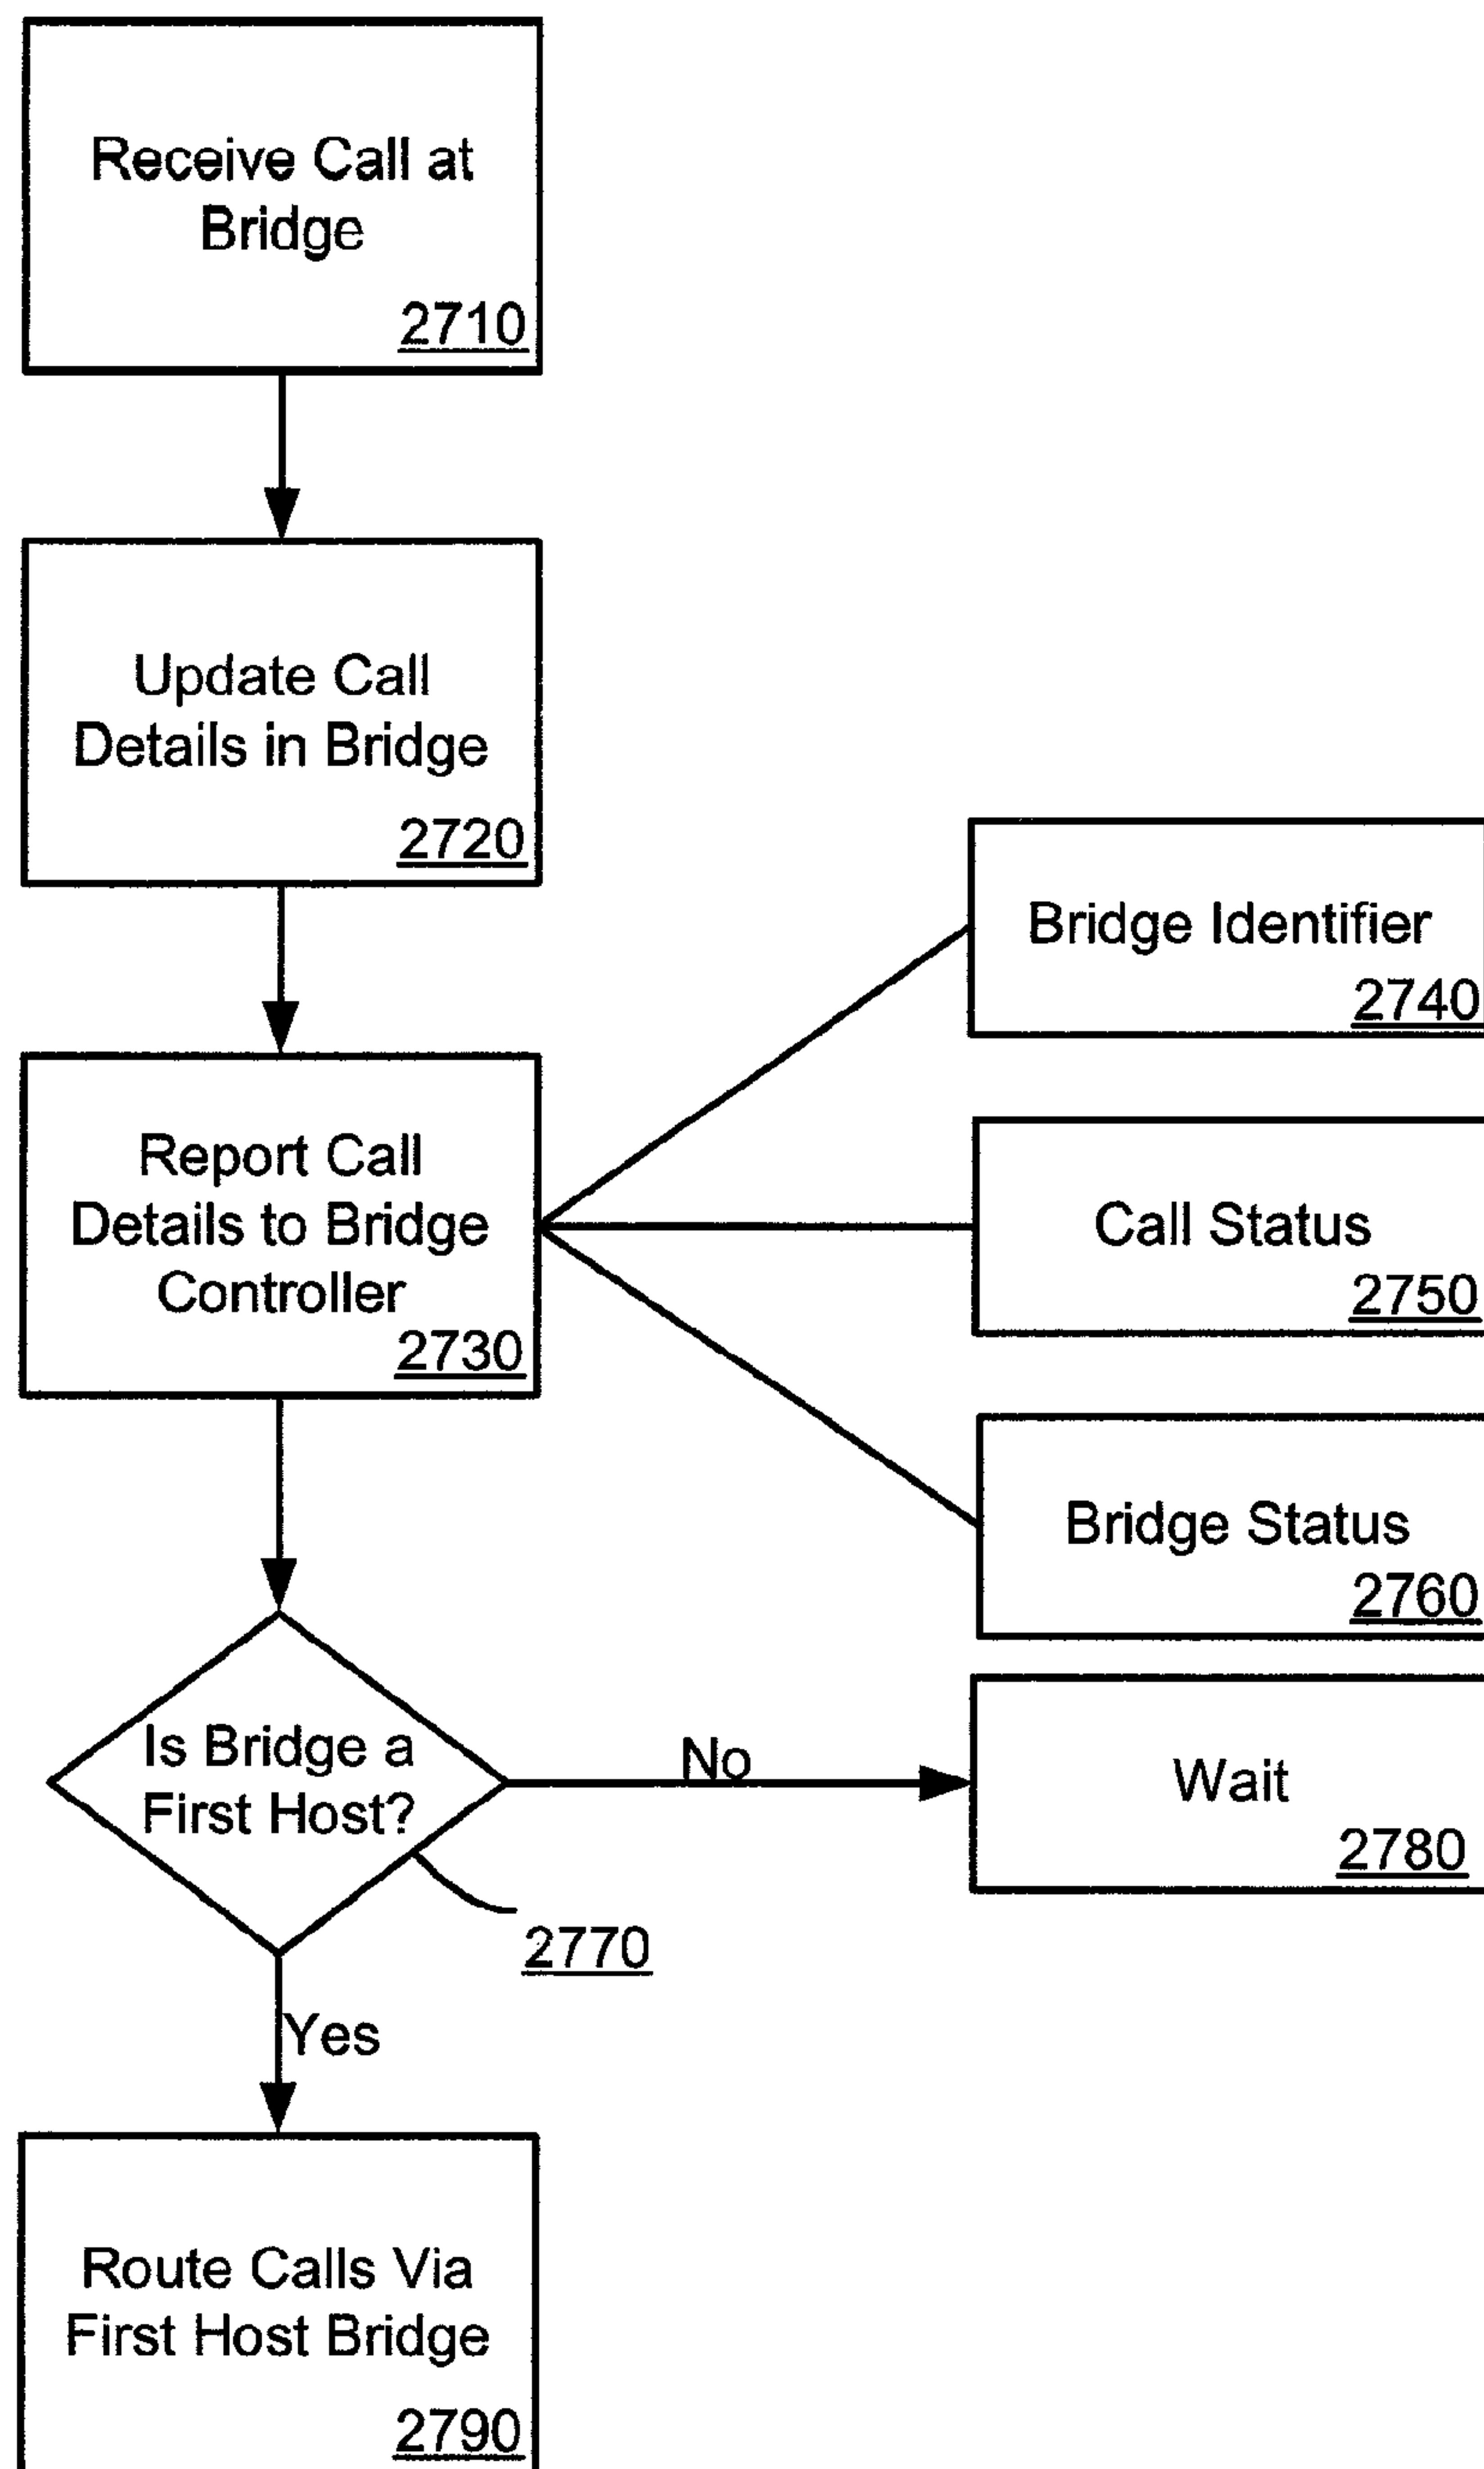 Receive Call at
Bridge
2710
Update Call
Details in Bridge
2720
Report Call
Details to Bridge
Controller
2730
Bridge Identifier
2740
Call Status
2750
Bridge Status
2760
Is Bridge a
First Host?
2770
No
Wait
2780
Yes
Route Calls Via
First Host Bridge
2790